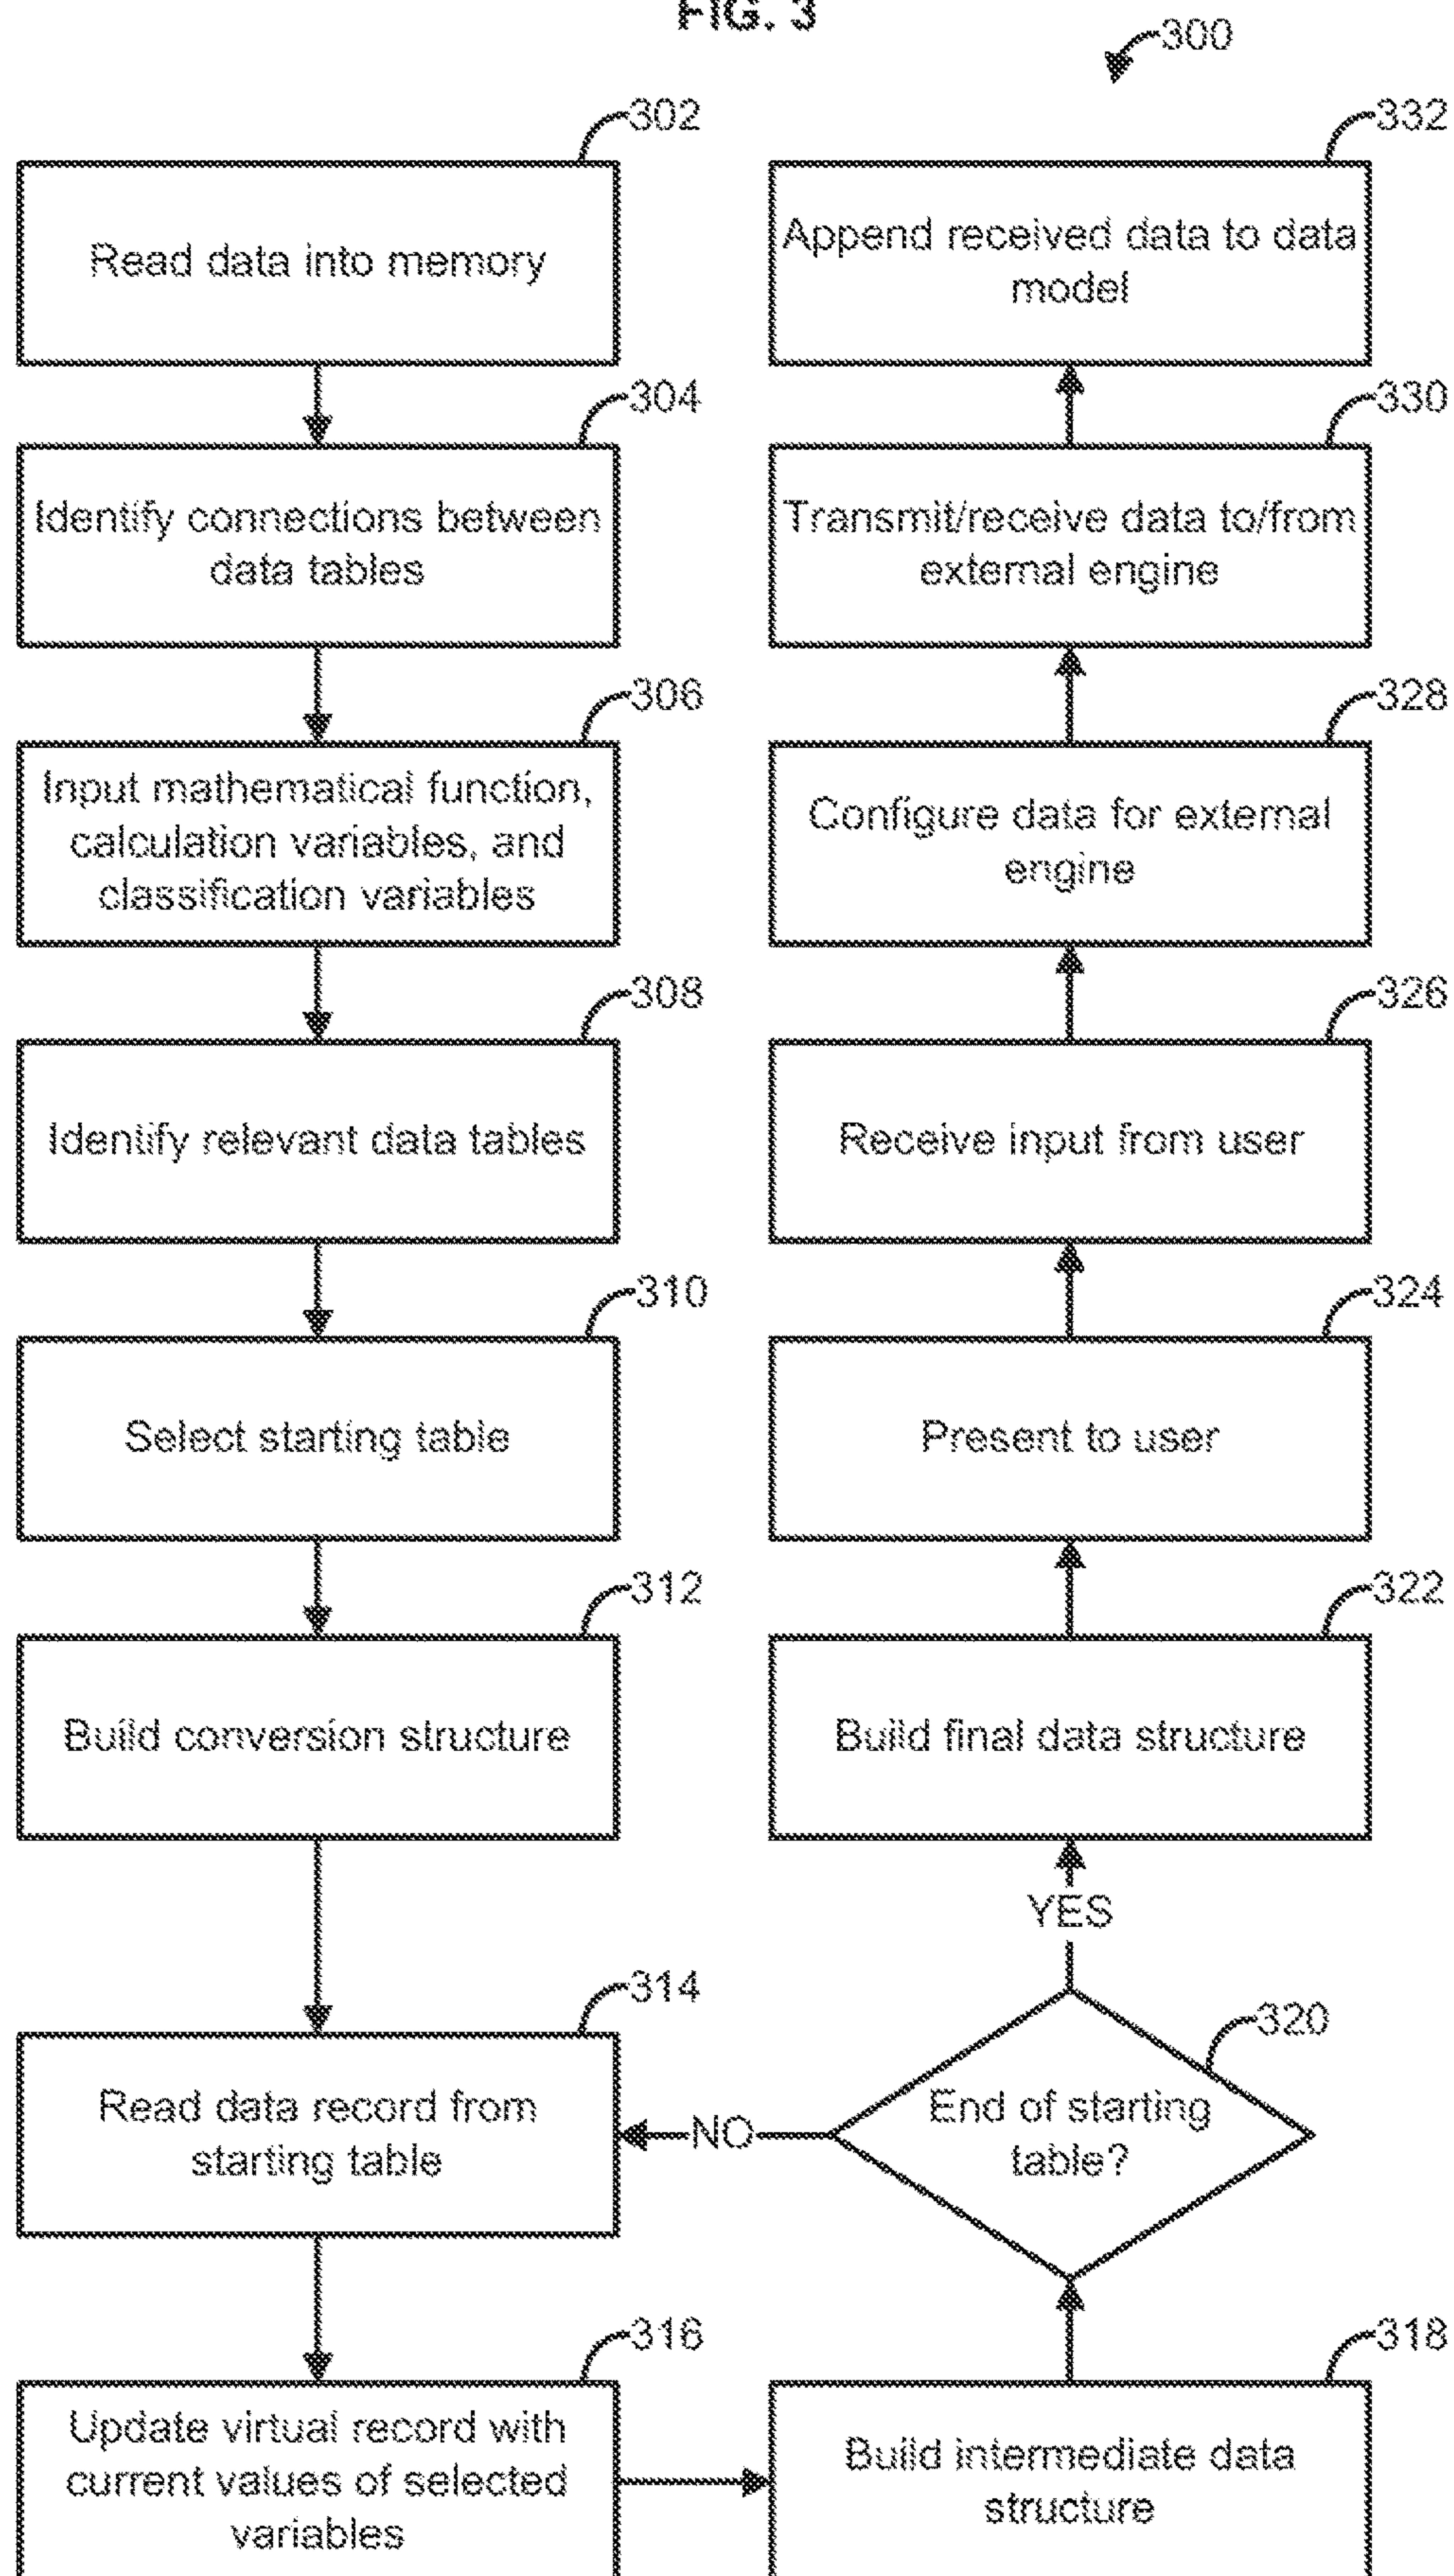 FIG. 3
300
302
Read data into memory
304
Identify connections between
data tables
306
Input mathematical function,
calculation variables, and
classification variables
308
Identify relevant data tables
310
Select starting table
312
Build conversion structure
314
Read data record from
starting table
316
Update virtual record with
current values of selected
variables
318
Build intermediate data
structure
320
End of starting
table?
NO
YES
322
Build final data structure
324
Present to user
326
Receive input from user
328
Configure data for external
engine
330
Transmit/receive data to/from
external engine
332
Append received data to data
model